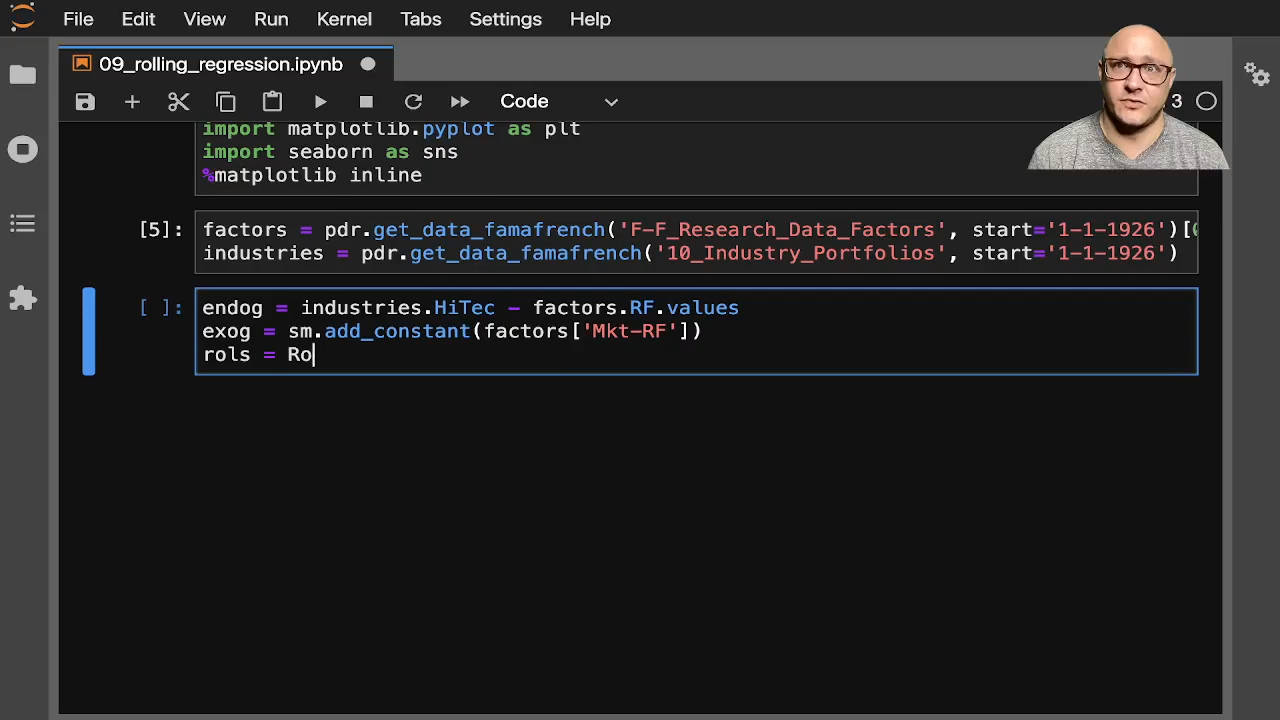 File Edit View Run Kernel Tabs Settings Help
09_rolling_regression.ipynb
Code
3
import matplotlib.pyplot as plt
import seaborn as sns
%matplotlib inline
[5]: factors = pdr.get_data_famafrench('F-F_Research_Data_Factors', start='1-1-1926')[
industries = pdr.get_data_famafrench('10_Industry_Portfolios', start='1-1-1926')
[ ]: endog = industries.HiTec - factors.RF.values
exog = sm.add_constant(factors['Mkt-RF'])
rols = Ro